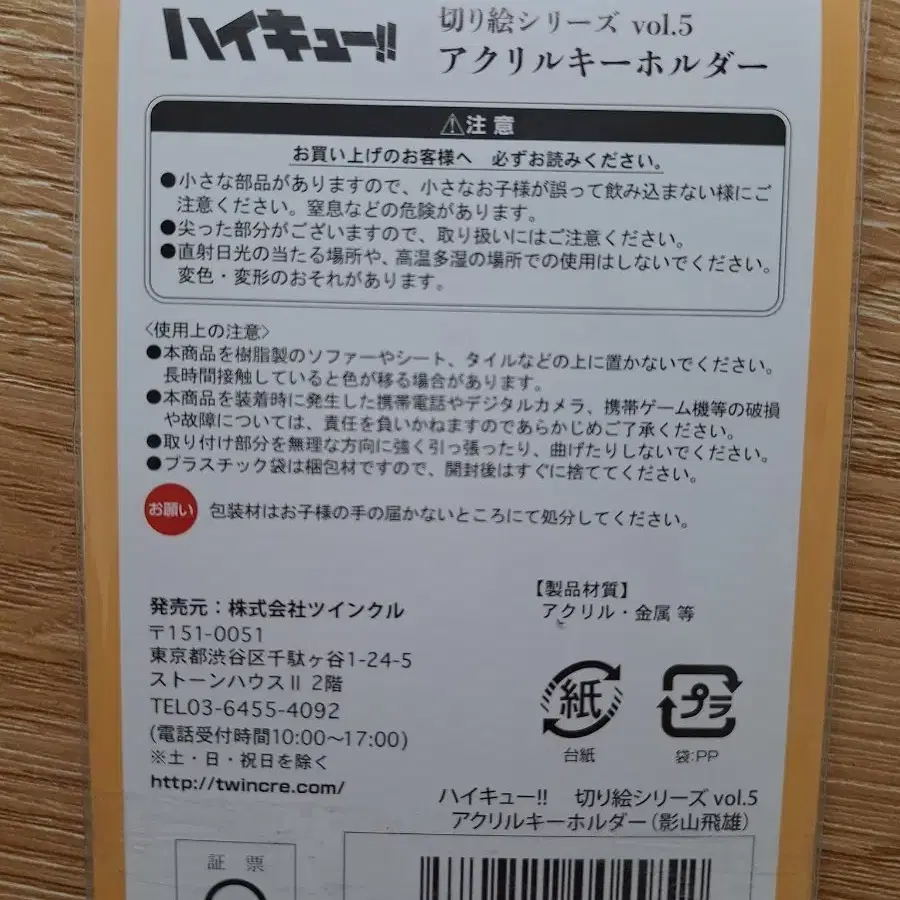 ハイキュー!!
切り絵シリーズ vol.5
アクリルキーホルダー
⚠注意
お買い上げのお客様へ 必ずお読みください。
●小さな部品がありますので、小さなお子様が誤って飲み込まない様にご
注意ください。窒息などの危険があります。
●尖った部分がございますので、取り扱いにはご注意ください。
●直射日光の当たる場所や、高温多湿の場所での使用はしないでください。
変色・変形のおそれがあります。
〈使用上の注意〉
●本商品を樹脂製のソファーやシート、タイルなどの上に置かないでください。
長時間接触していると色が移る場合があります。
●本商品を装着時に発生した携帯電話やデジタルカメラ、携帯ゲーム機等の破損
や故障については、責任を負いかねますのであらかじめご了承ください。
●取り付け部分を無理な方向に強く引っ張ったり、曲げたりしないでください。
●プラスチック袋は梱包材ですので、開封後はすぐに捨ててください。
お願い 包装材はお子様の手の届かないところにて処分してください。
発売元：株式会社ツインクル
〒151-0051
東京都渋谷区千駄ヶ谷1-24-5
ストーンハウスⅡ 2階
TEL03-6455-4092
(電話受付時間10:00〜17:00)
※土・日・祝日を除く
http://twincre.com/
【製品材質】
アクリル・金属 等
紙
台紙
プラ
袋:PP
ハイキュー!! 切り絵シリーズ vol.5
アクリルキーホルダー（影山飛雄）
証票